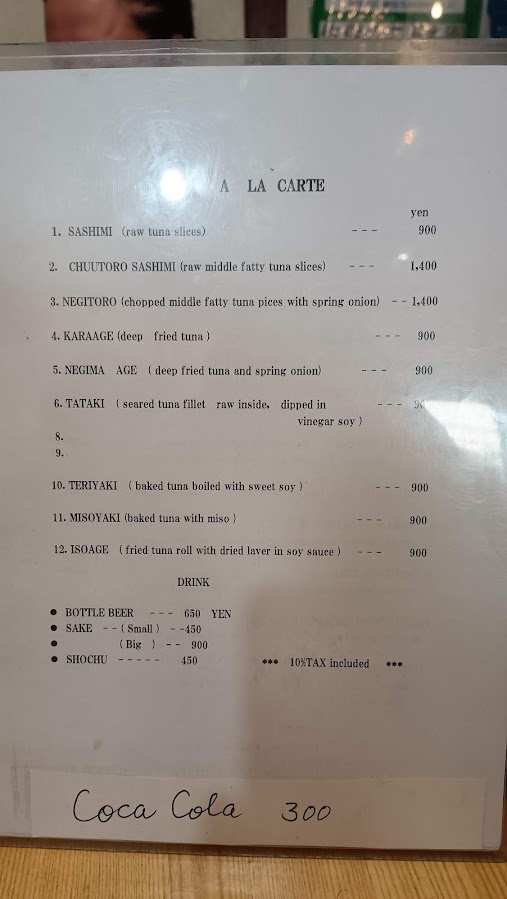 A LA CARTE
yen
1. SASHIMI (raw tuna slices) --- 900
2. CHUUTORO SASHIMI (raw middle fatty tuna slices) --- 1,400
3. NEGITORO (chopped middle fatty tuna pices with spring onion) -- 1,400
4. KARAAGE (deep fried tuna ) --- 900
5. NEGIMA AGE ( deep fried tuna and spring onion) --- 900
6. TATAKI ( seared tuna fillet raw inside, dipped in ---
vinegar soy )
8.
9.
10. TERIYAKI ( baked tuna boiled with sweet soy ) --- 900
11. MISOYAKI (baked tuna with miso ) --- 900
12. ISOAGE ( fried tuna roll with dried laver in soy sauce ) --- 900
DRINK
● BOTTLE BEER --- 650 YEN
● SAKE --( Small ) --450
● (Big ) -- 900
● SHOCHU ----- 450 *** 10%TAX included ***
Coca Cola 300